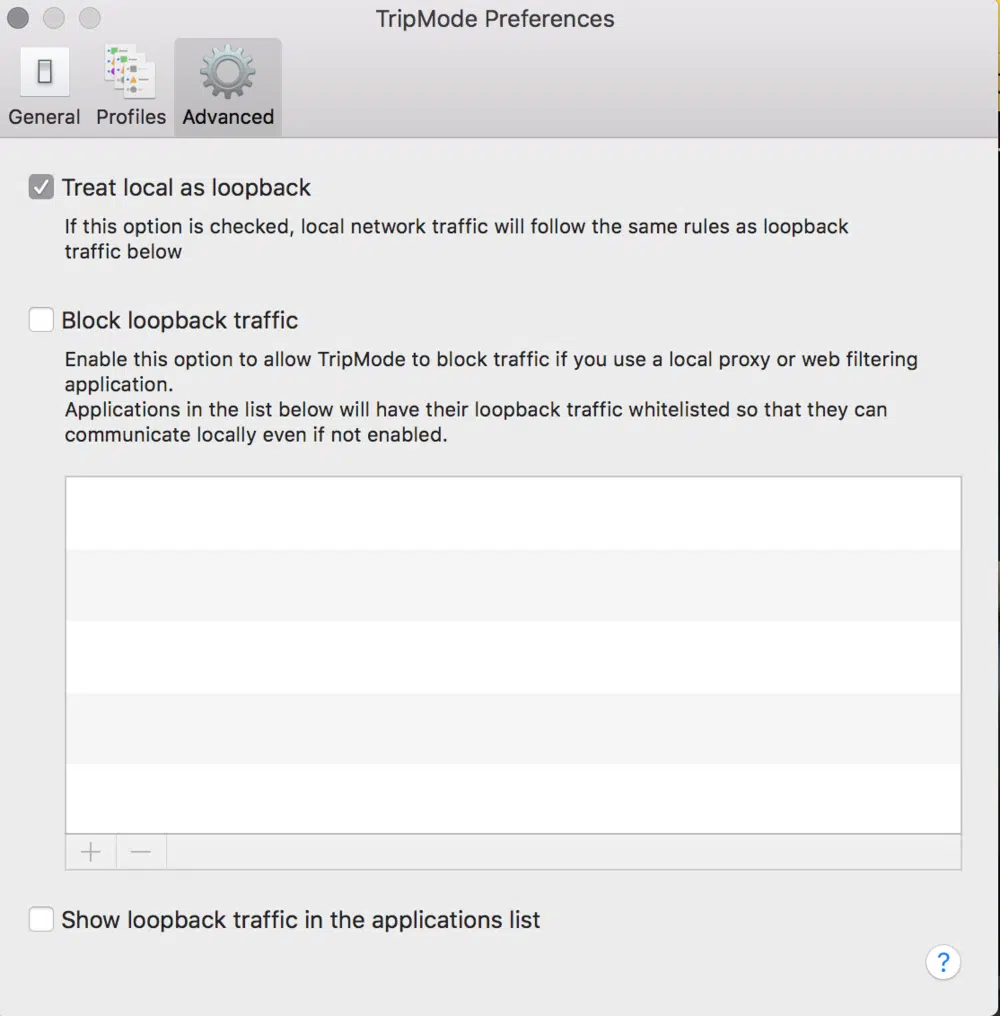 TripMode Preferences
General Profiles Advanced
Treat local as loopback
If this option is checked, local network traffic will follow the same rules as loopback
traffic below
Block loopback traffic
Enable this option to allow TripMode to block traffic if you use a local proxy or web filtering
application.
Applications in the list below will have their loopback traffic whitelisted so that they can
communicate locally even if not enabled.
Show loopback traffic in the applications list
?